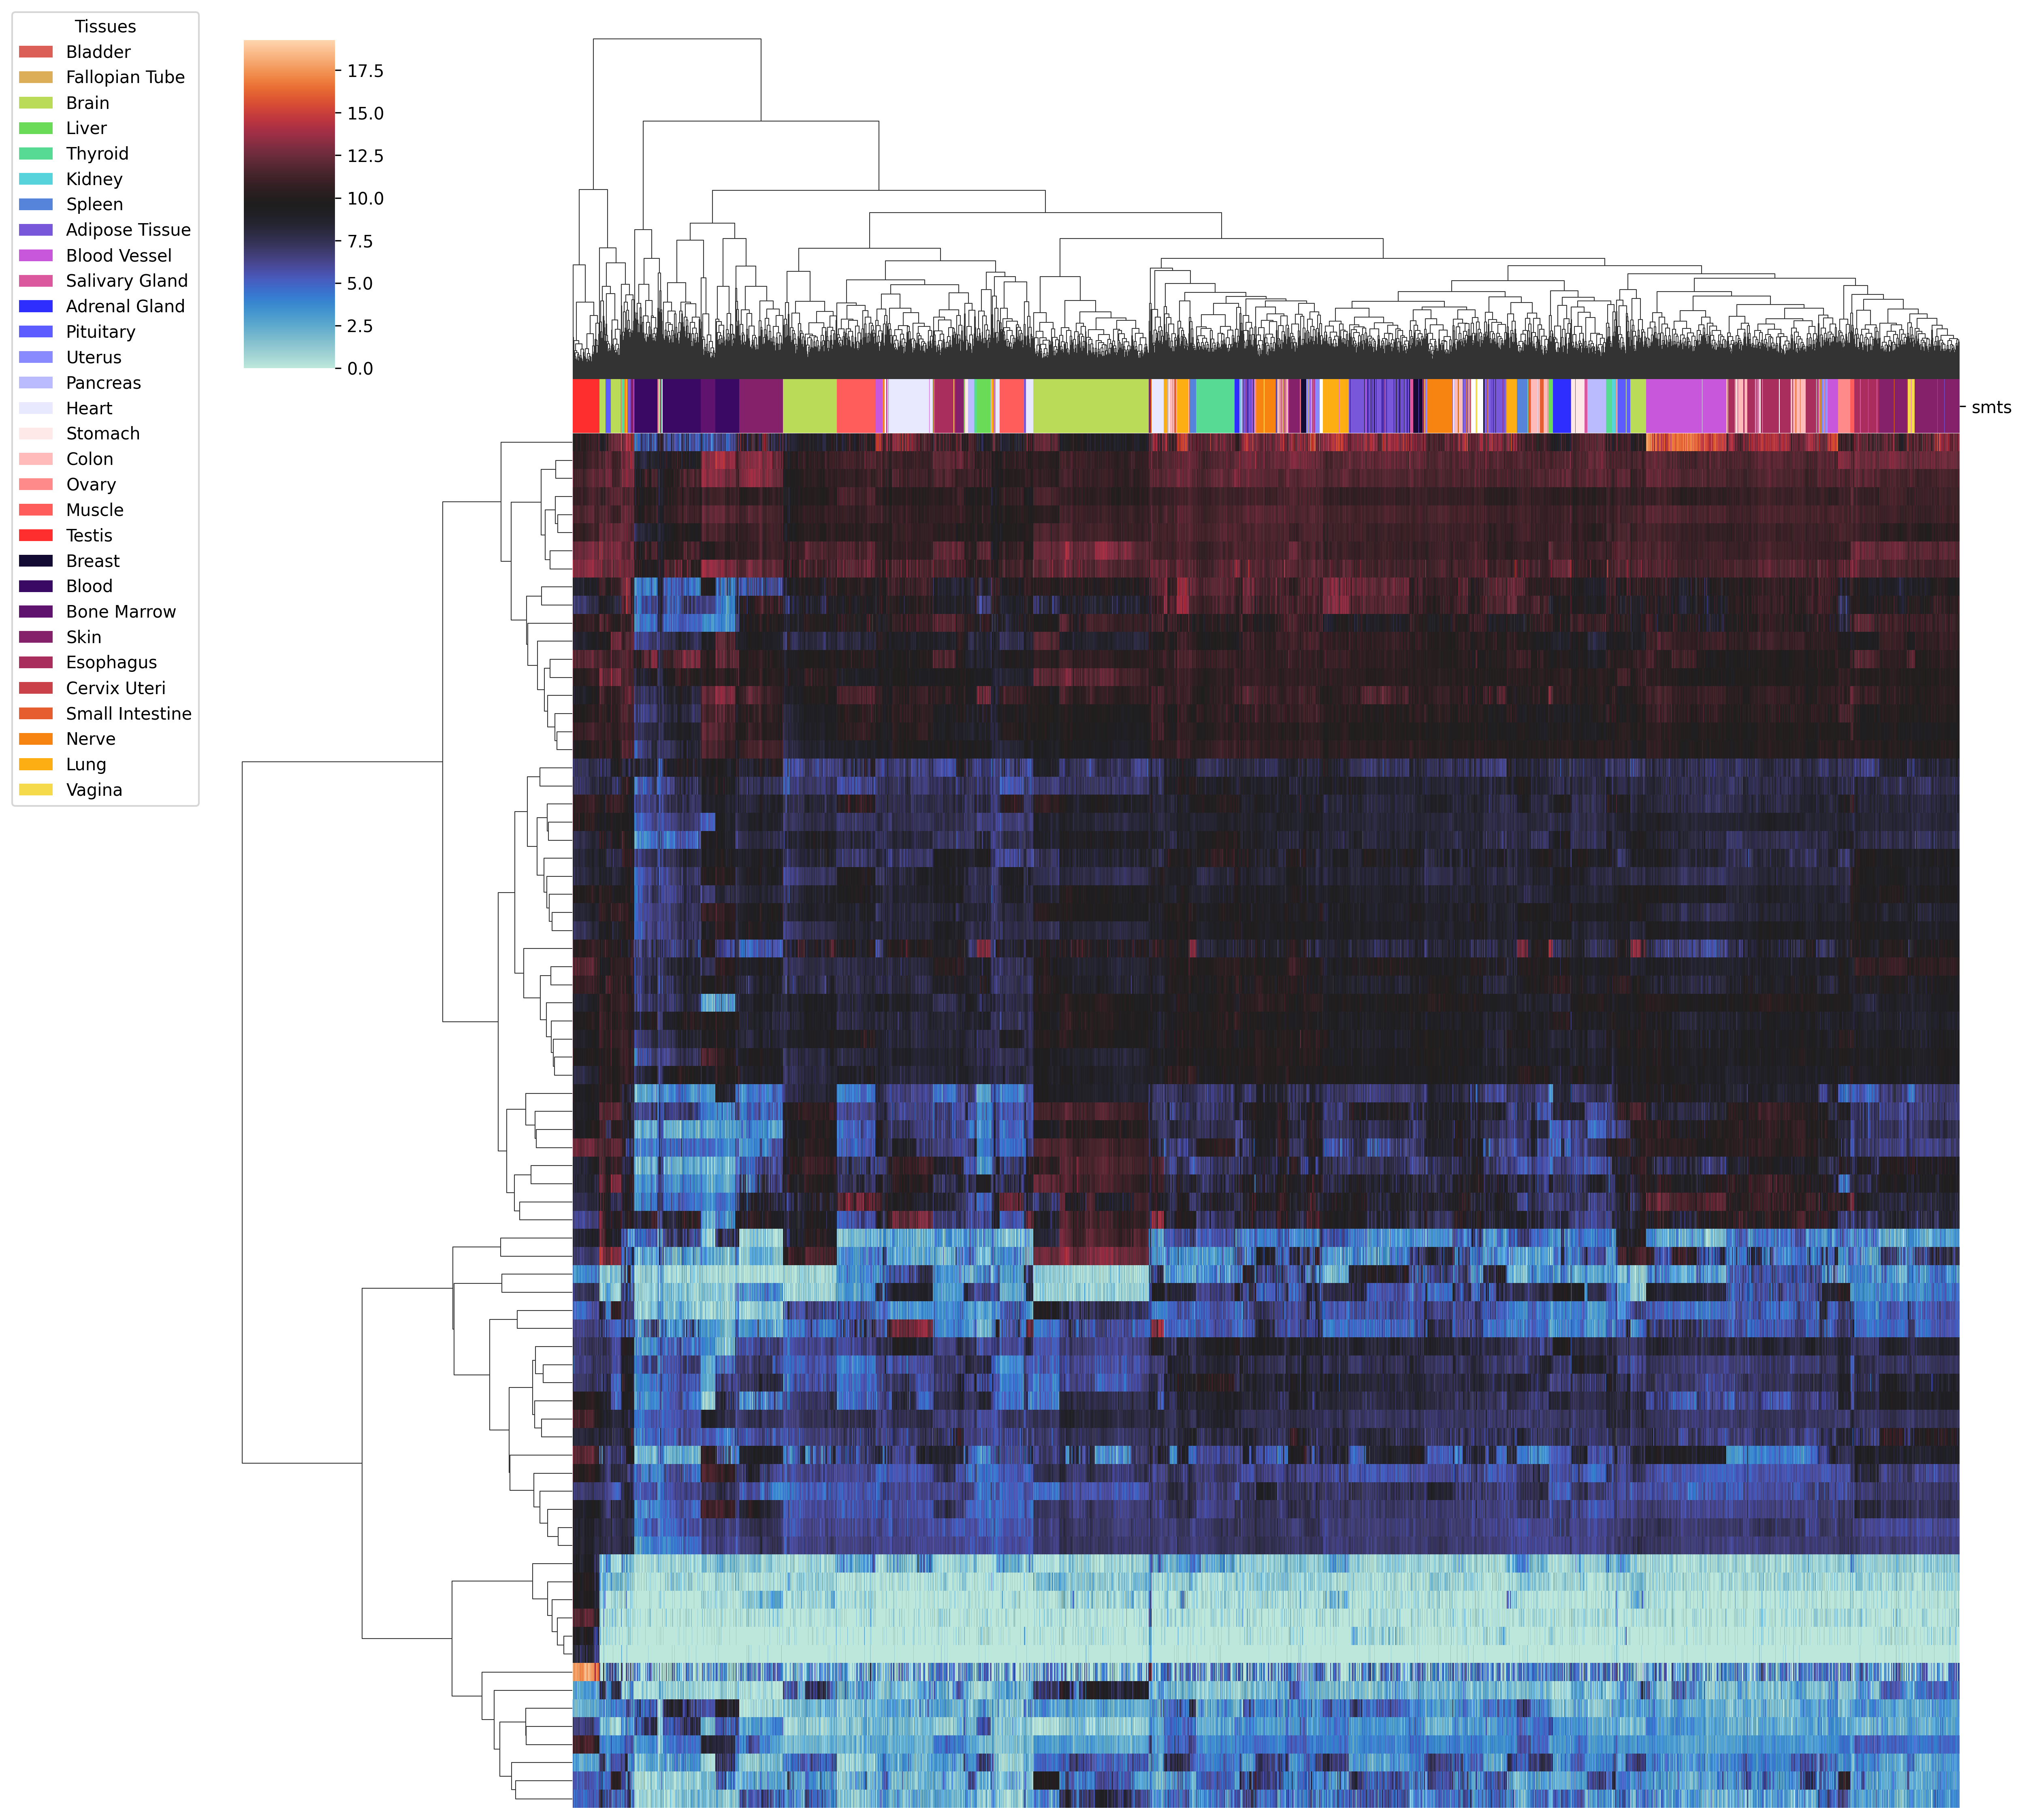 Tissues
Bladder
Fallopian Tube
Brain
Liver
Thyroid
Kidney
Spleen
Adipose Tissue
Blood Vessel
Salivary Gland
Adrenal Gland
Pituitary
Uterus
Pancreas
Heart
Stomach
Colon
Ovary
Muscle
Testis
Breast
Blood
Bone Marrow
Skin
Esophagus
Cervix Uteri
Small Intestine
Nerve
Lung
Vagina
17.5
15.0
12.5
10.0
7.5
5.0
2.5
0.0
smts